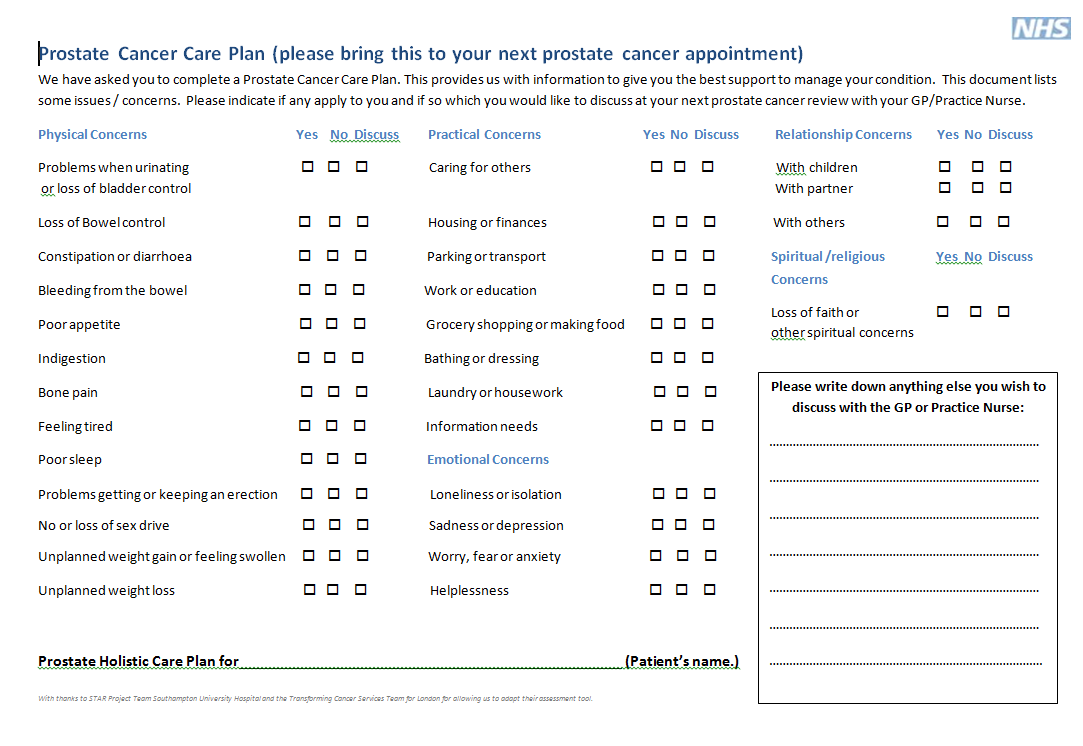 NHS
Prostate Cancer Care Plan (please bring this to your next prostate cancer appointment)
We have asked you to complete a Prostate Cancer Care Plan. This provides us with information to give you the best support to manage your condition. This document lists
some issues / concerns. Please indicate if any apply to you and if so which you would like to discuss at your next prostate cancer review with your GP/Practice Nurse.
Physical Concerns Yes No Discuss
Problems when urinating
or loss of bladder control
Loss of Bowel control
Constipation or diarrhoea
Bleeding from the bowel
Poor appetite
Indigestion
Bone pain
Feeling tired
Poor sleep
Problems getting or keeping an erection
No or loss of sex drive
Unplanned weight gain or feeling swollen
Unplanned weight loss
Practical Concerns Yes No Discuss
Caring for others
Housing or finances
Parking or transport
Work or education
Grocery shopping or making food
Bathing or dressing
Laundry or housework
Information needs
Emotional Concerns
Loneliness or isolation
Sadness or depression
Worry, fear or anxiety
Helplessness
Relationship Concerns Yes No Discuss
With children
With partner
With others
Spiritual /religious Yes No Discuss
Concerns
Loss of faith or
other spiritual concerns
Please write down anything else you wish to
discuss with the GP or Practice Nurse:
Prostate Holistic Care Plan for (Patient's name.)
With thanks to STAR Project Team Southampton University Hospital and the Transforming Cancer Services Team for London for allowing us to adapt their assessment tool.